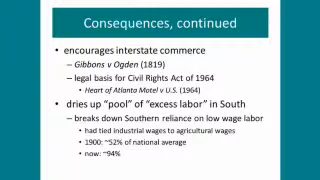 Consequences, continued
• encourages interstate commerce
– Gibbons v Ogden (1819)
– legal basis for Civil Rights Act of 1964
• Heart of Atlanta Motel v U.S. (1964)
• dries up “pool” of “excess labor” in South
– breaks down Southern reliance on low wage labor
• had tied industrial wages to agricultural wages
• 1900: ~52% of national average
• now: ~94%